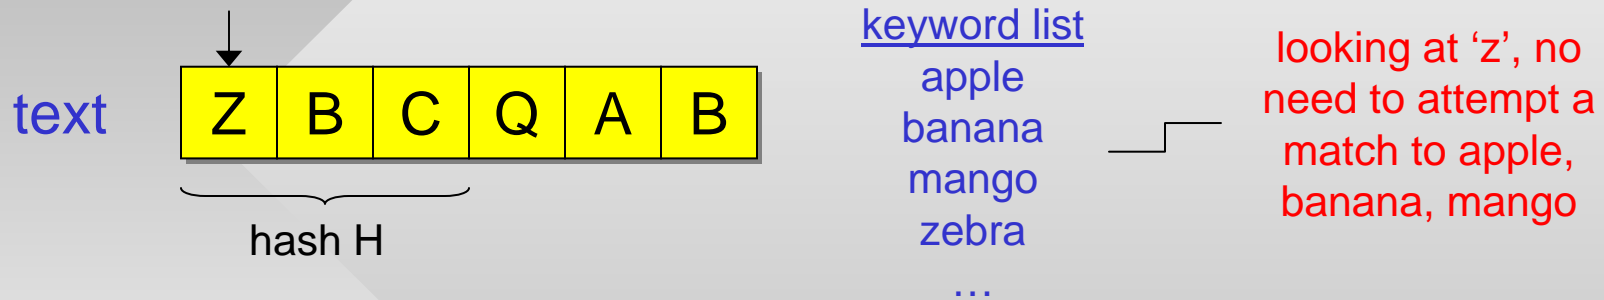 text
Z B C Q A B
hash H
keyword list
apple
banana
mango
zebra
…
looking at ‘z’, no
need to attempt a
match to apple,
banana, mango